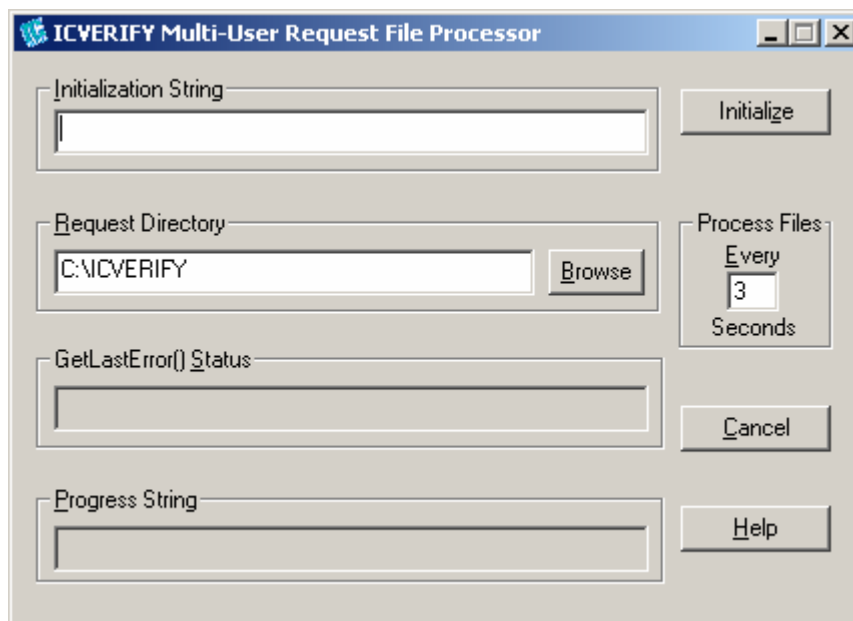 ICVERIFY Multi-User Request File Processor
Initialization String
Initialize
Request Directory
C:\ICVERIFY
Browse
Process Files
Every
3
Seconds
GetLastError() Status
Cancel
Progress String
Help